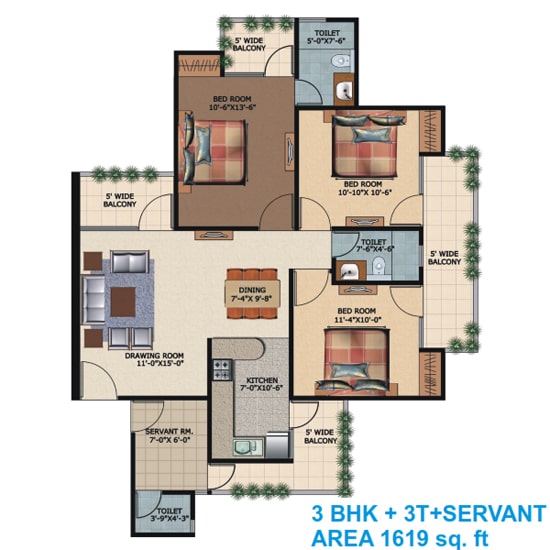 5' WIDE
BALCONY
TOILET
5'-0"X7'-6"
BED ROOM
10'-6"X13'-6"
BED ROOM
10'-10"X 10'-6"
5' WIDE
BALCONY
TOILET
7'-6"X4'-6"
5' WIDE
BALCONY
DINING
7'-4"X 9'-8"
BED ROOM
11'-4"X10'-0"
DRAWING ROOM
11'-0"X15'-0"
KITCHEN
7'-0"X10'-6"
SERVANT RM.
7'-0"X 6'-0"
5' WIDE
BALCONY
TOILET
3'-9"X4'-3"
3 BHK + 3T+SERVANT
AREA 1619 sq. ft